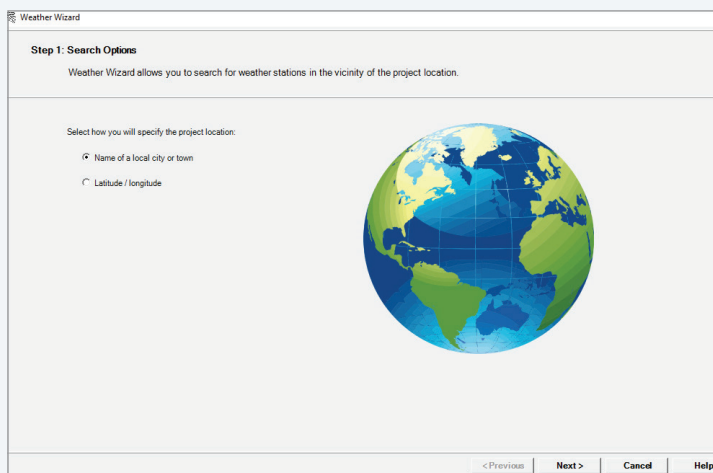 Weather Wizard
Step 1: Search Options
Weather Wizard allows you to search for weather stations in the vicinity of the project location.
Select how you will specify the project location:
Name of a local city or town
Latitude / longitude
< Previous Next > Cancel Help